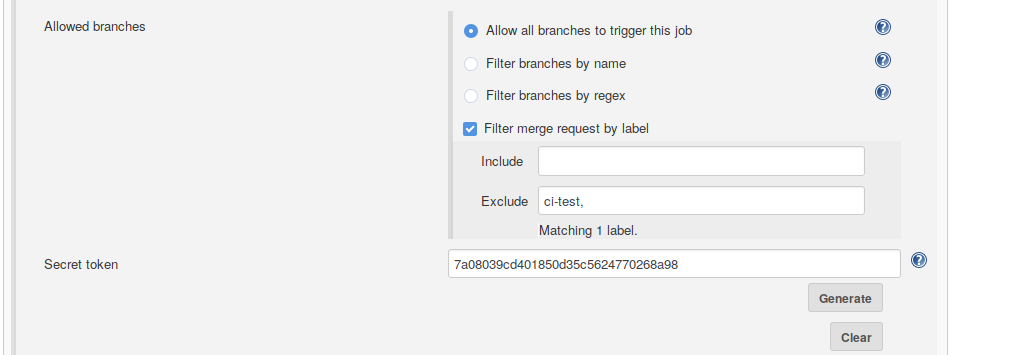 Allowed branches
Allow all branches to trigger this job
?
Filter branches by name
?
Filter branches by regex
?
Filter merge request by label
Include
Exclude ci-test,
Matching 1 label.
Secret token 7a08039cd401850d35c5624770268a98
?
Generate
Clear